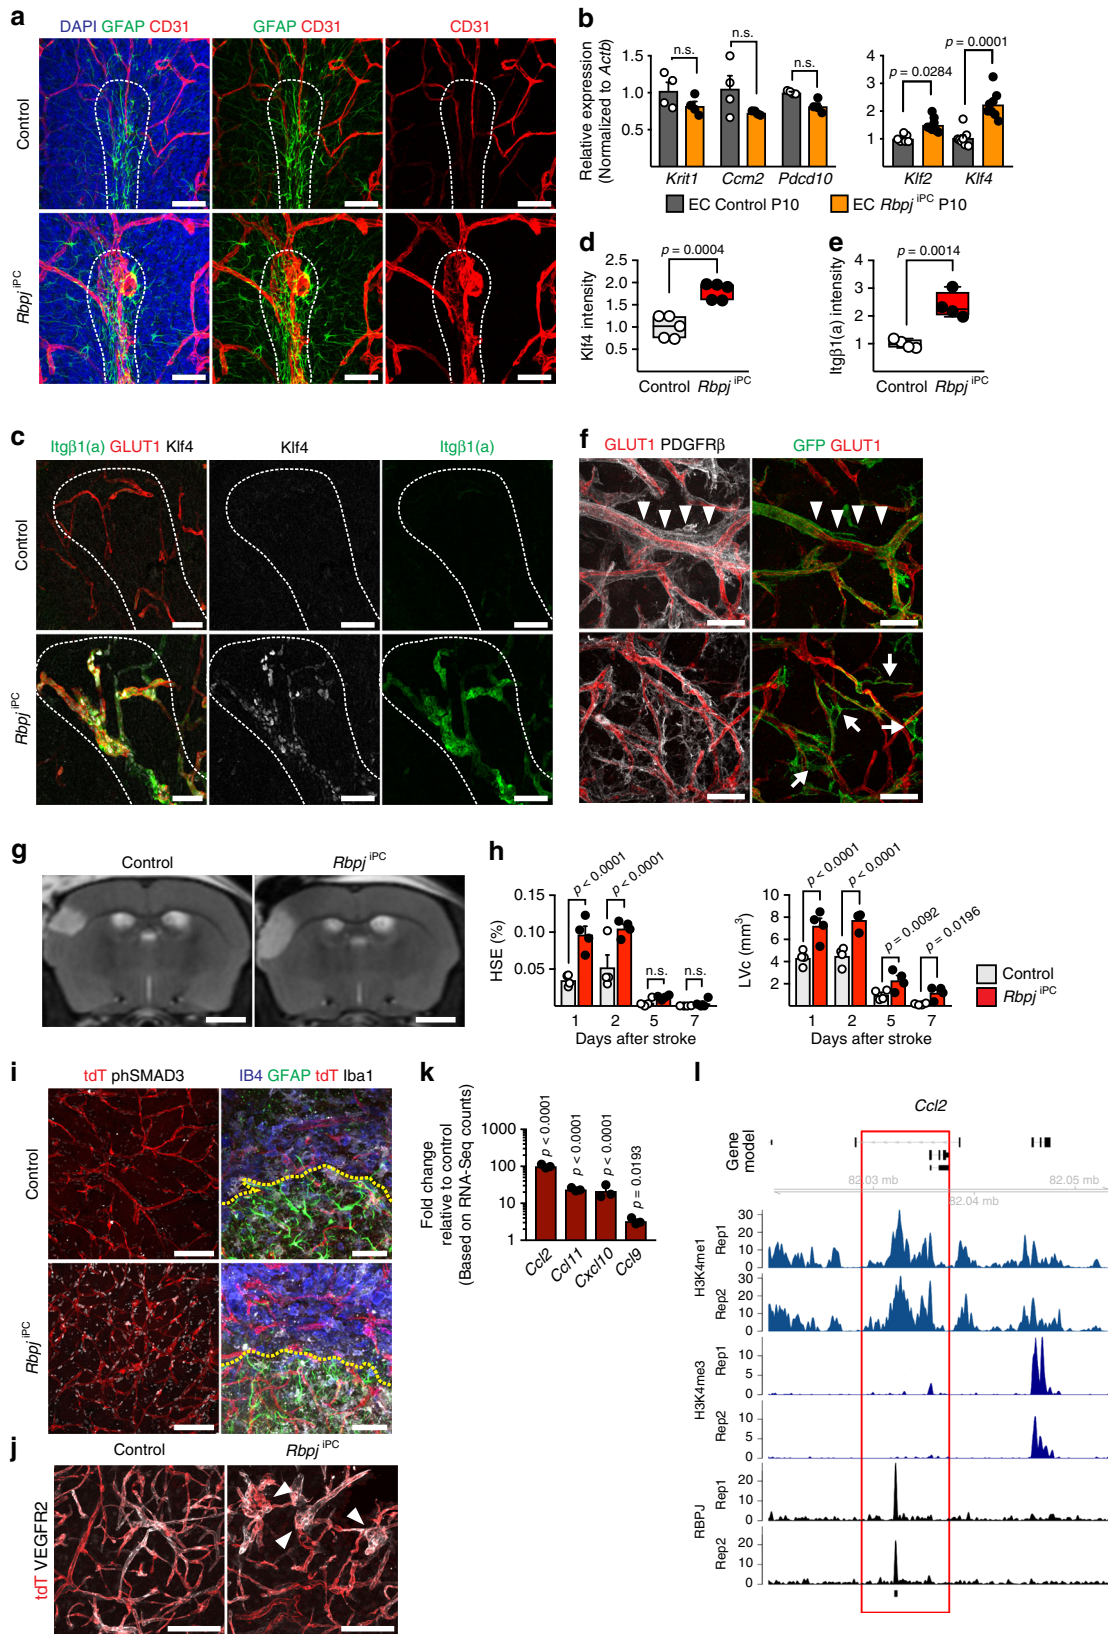 a
DAPI GFAP CD31
GFAP CD31
CD31
Control
Rbpj iPC
b
Relative expression
(Normalized to Actb)
1.0
0.5
n.s.
n.s.
n.s.
Krit1
Ccm2
Pdcd10
4
3
2
1
p = 0.0284
p = 0.0001
Klf2
Klf4
EC Control P10
EC Rbpj iPC P10
d
Klf4 intensity
2.5
2.0
1.5
1.0
0.5
p = 0.0004
Control
Rbpj iPC
e
Itgβ1(a) intensity
4
3
2
1
p = 0.0014
Control
Rbpj iPC
c
Itgβ1(a) GLUT1 Klf4
Klf4
Itgβ1(a)
Control
Rbpj iPC
f
GLUT1 PDGFRβ
GFP GLUT1
g
Control
Rbpj iPC
h
HSE (%)
0.15
0.10
0.05
p < 0.0001
p < 0.0001
n.s.
n.s.
1 2 5 7
Days after stroke
LVc (mm³)
10
8
6
4
2
p < 0.0001
p < 0.0001
p = 0.0092
p = 0.0196
1 2 5 7
Days after stroke
Control
Rbpj iPC
i
tdT phSMAD3
IB4 GFAP tdT Iba1
Control
Rbpj iPC
j
Control
Rbpj iPC
tdT VEGFR2
k
Fold change
relative to control
(Based on RNA-Seq counts)
1000
100
10
1
p < 0.0001
p < 0.0001
p < 0.0001
p = 0.0193
Ccl2
Ccl11
Cxcl10
Ccl9
l
Ccl2
Gene
model
82.03 mb
82.04 mb
82.05 mb
H3K4me1
Rep1
30
20
10
0
Rep2
30
20
10
0
H3K4me3
Rep1
10
5
0
Rep2
10
5
0
RBPJ
Rep1
20
10
0
Rep2
20
10
0